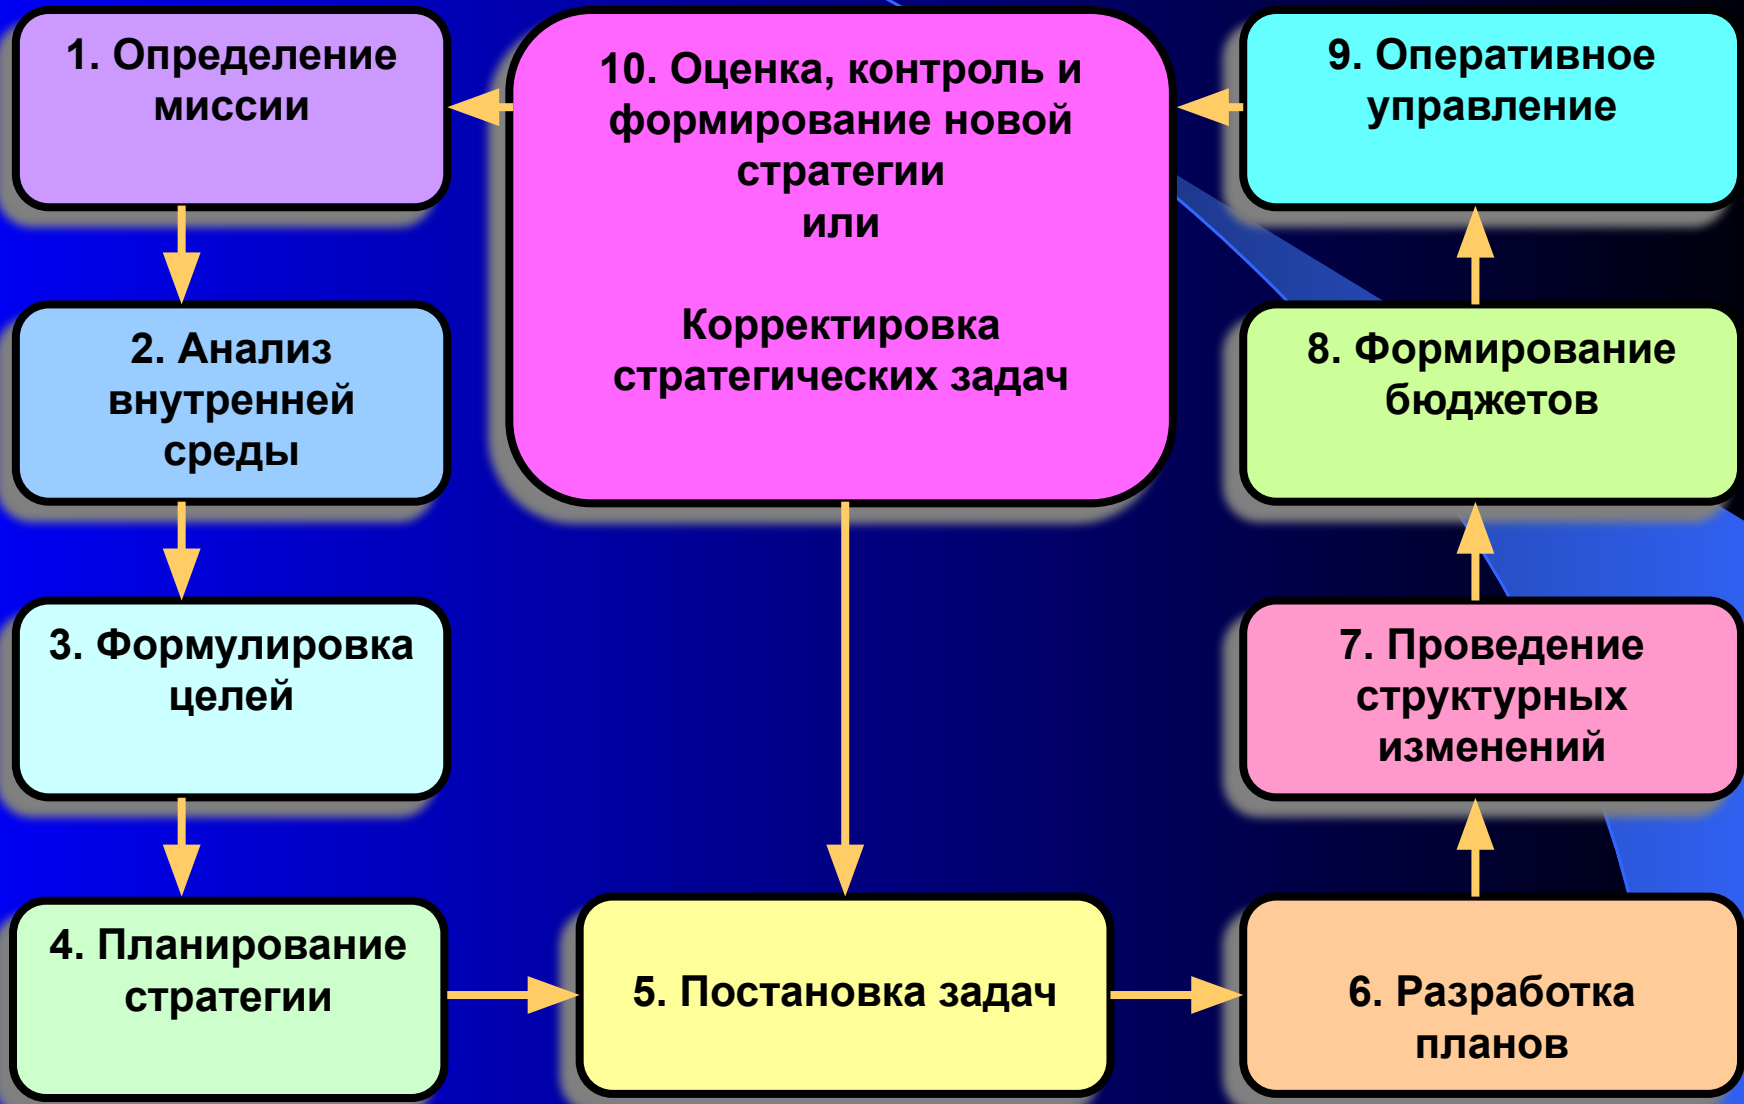 1. Определение
миссии
2. Анализ
внутренней
среды
3. Формулировка
целей
4. Планирование
стратегии
5. Постановка задач
6. Разработка
планов
7. Проведение
структурных
изменений
8. Формирование
бюджетов
9. Оперативное
управление
10. Оценка, контроль и
формирование новой
стратегии
или
Корректировка
стратегических задач